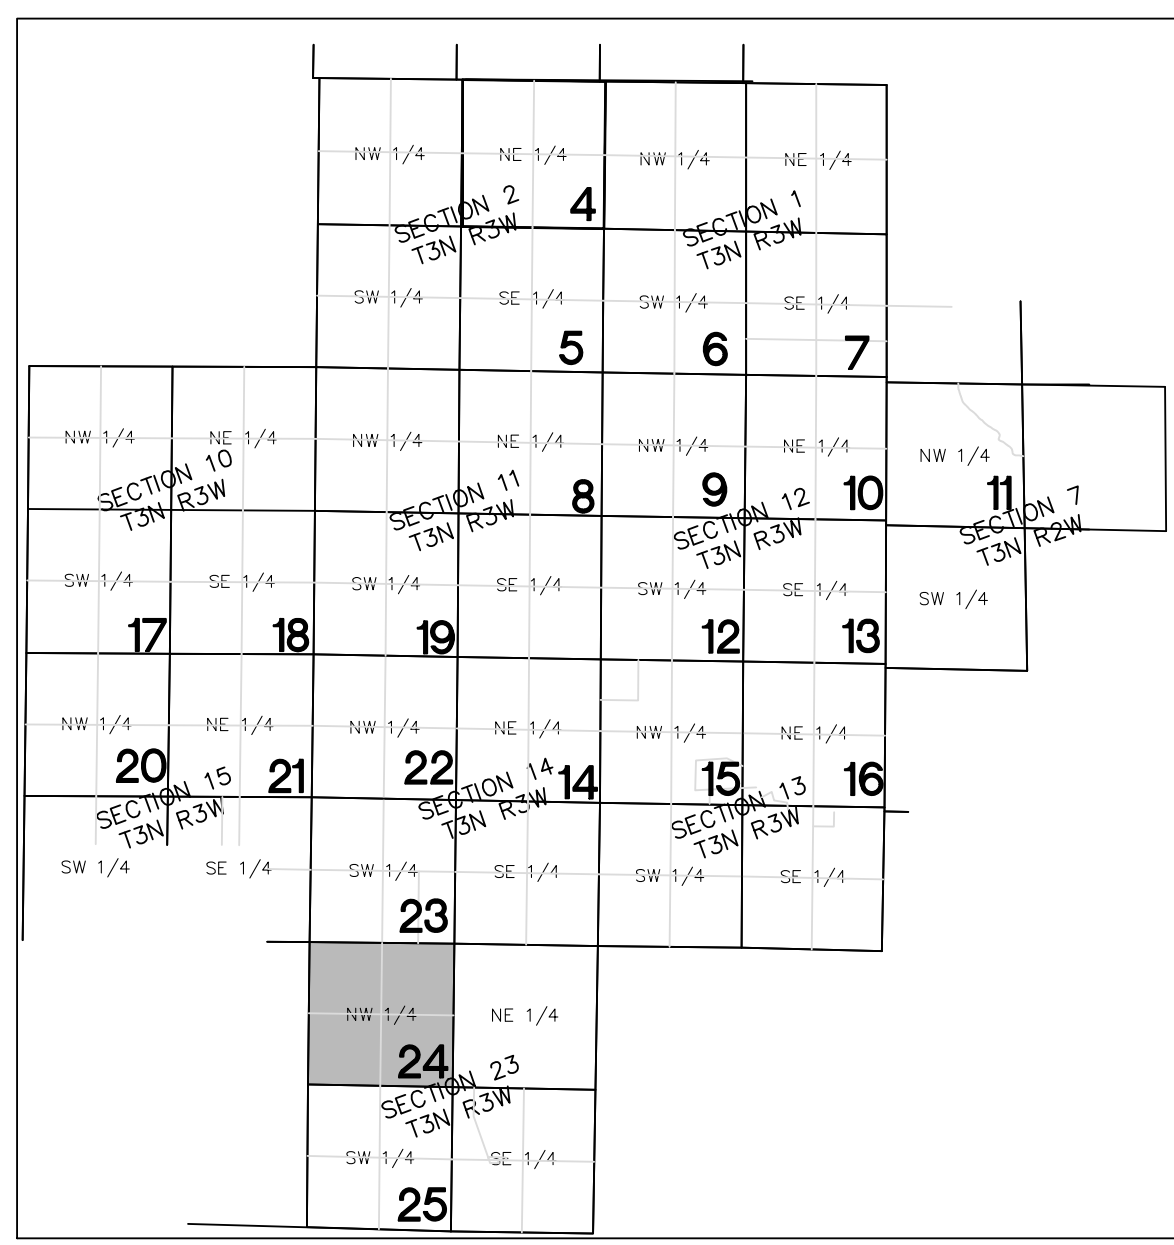 NW 1/4
NE 1/4
NW 1/4
NE 1/4
SECTION 2
T3N R3W
4
SECTION 1
T3N R3W
SW 1/4
SE 1/4
SW 1/4
SE 1/4
5
6
7
NW 1/4
NE 1/4
NW 1/4
NE 1/4
NW 1/4
NE 1/4
NW 1/4
SECTION 10
T3N R3W
SECTION 11
T3N R3W
8
9
SECTION 12
T3N R3W
10
11
SECTION 7
T3N R2W
SW 1/4
SE 1/4
SW 1/4
SE 1/4
SW 1/4
SE 1/4
SW 1/4
17
18
19
12
13
NW 1/4
NE 1/4
NW 1/4
NE 1/4
NW 1/4
NE 1/4
20
21
22
14
15
16
SECTION 15
T3N R3W
SECTION 14
T3N R3W
SECTION 13
T3N R3W
SW 1/4
SE 1/4
SW 1/4
SE 1/4
SW 1/4
SE 1/4
23
NW 1/4
NE 1/4
24
SECTION 23
T3N R3W
SW 1/4
SE 1/4
25